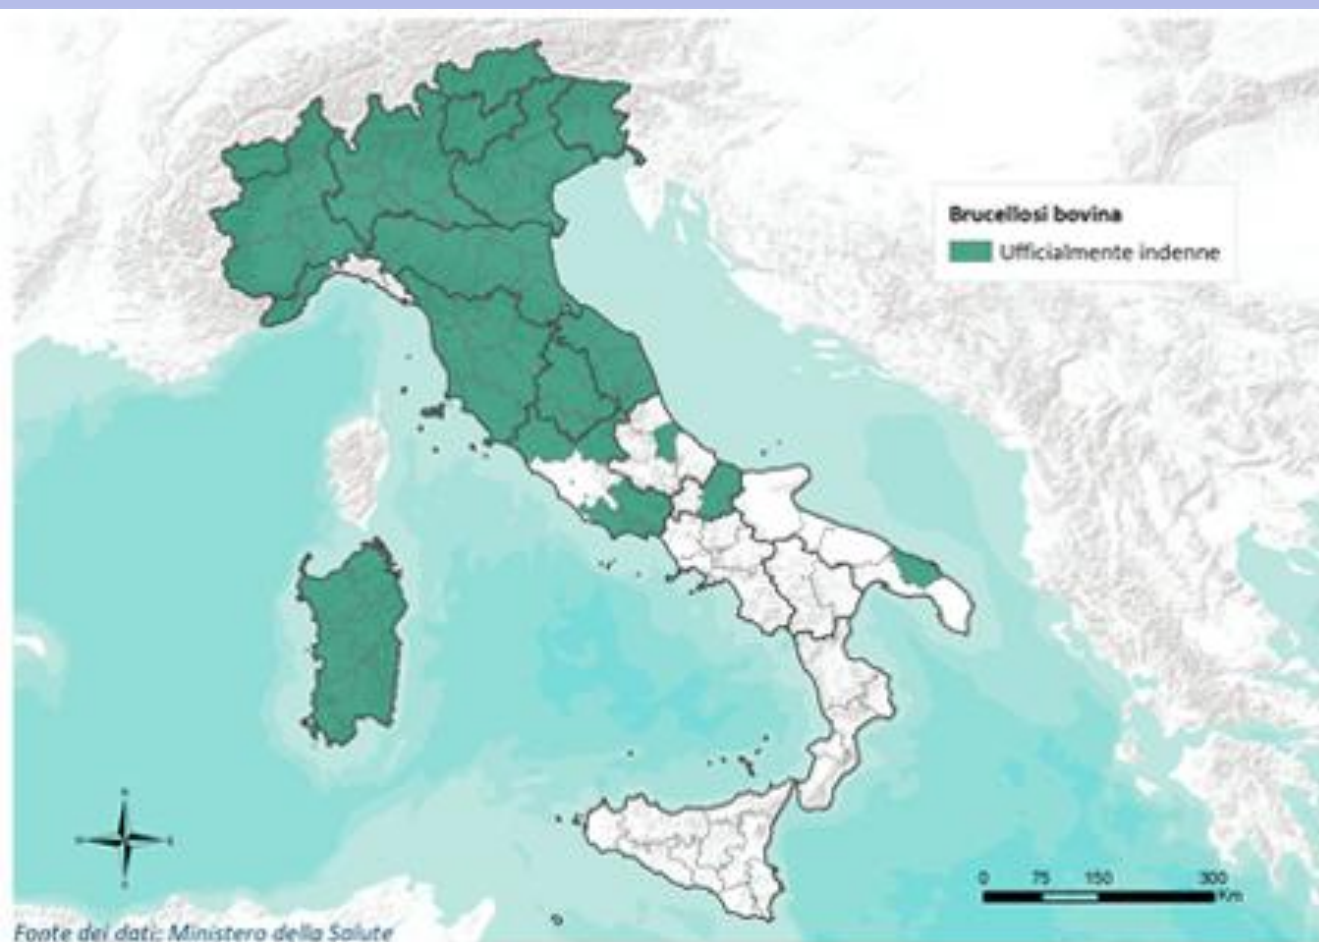 Brucellosi bovina
Ufficialmente indenne
0 75 150 300
Km
Fonte dei dati: Ministero della Salute